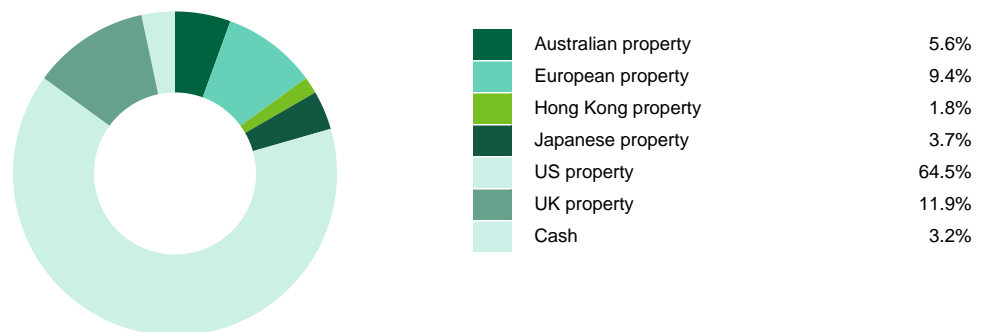 Australian property 5.6%
European property 9.4%
Hong Kong property 1.8%
Japanese property 3.7%
US property 64.5%
UK property 11.9%
Cash 3.2%